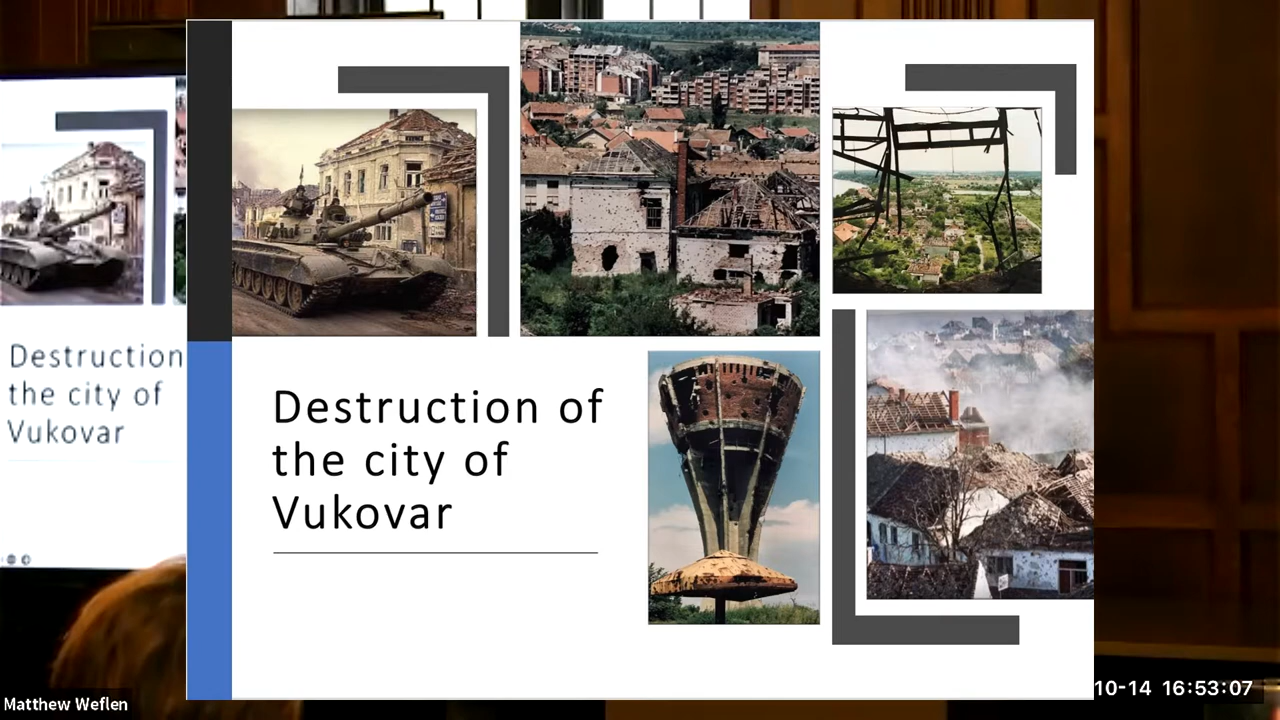 Destruction
the city of
Vukovar
Destruction of
the city of
Vukovar
Matthew Weflen
10-14 16:53:07